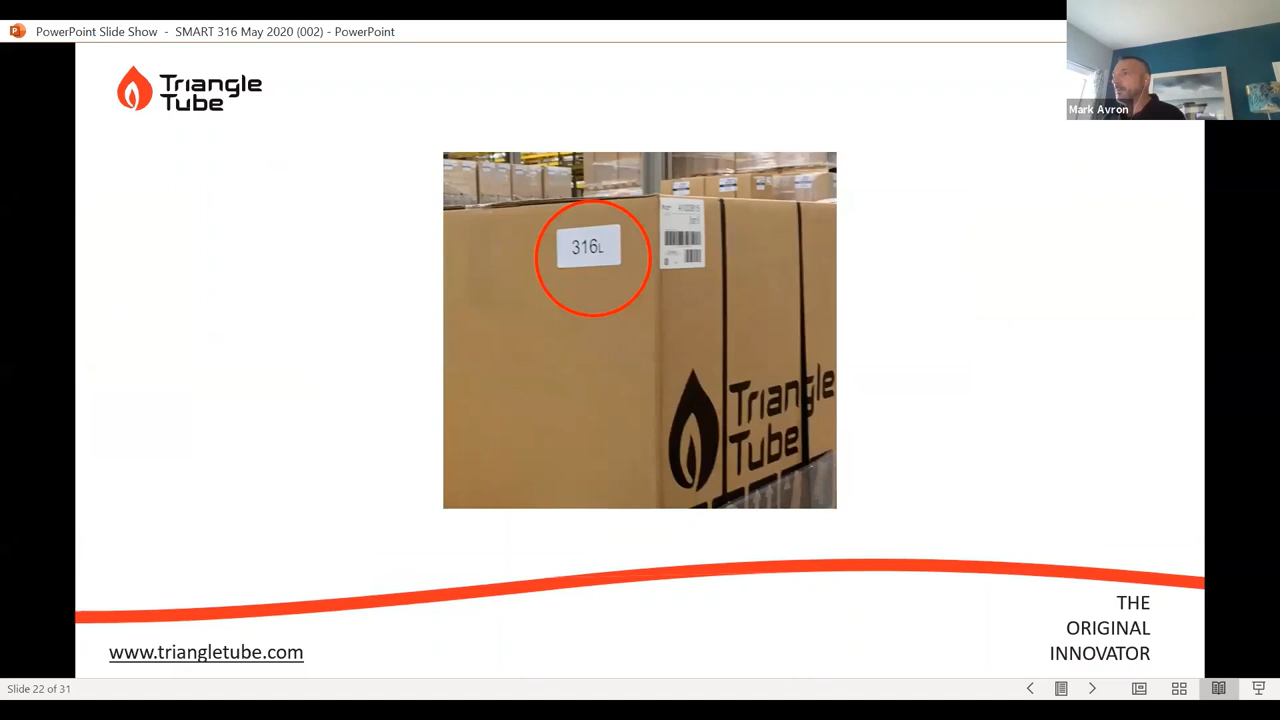 PowerPoint Slide Show - SMART 316 May 2020 (002) - PowerPoint
Mark Avron
Triangle
Tube
316L
Triangle
Tube
www.triangletube.com
THE
ORIGINAL
INNOVATOR
Slide 22 of 31